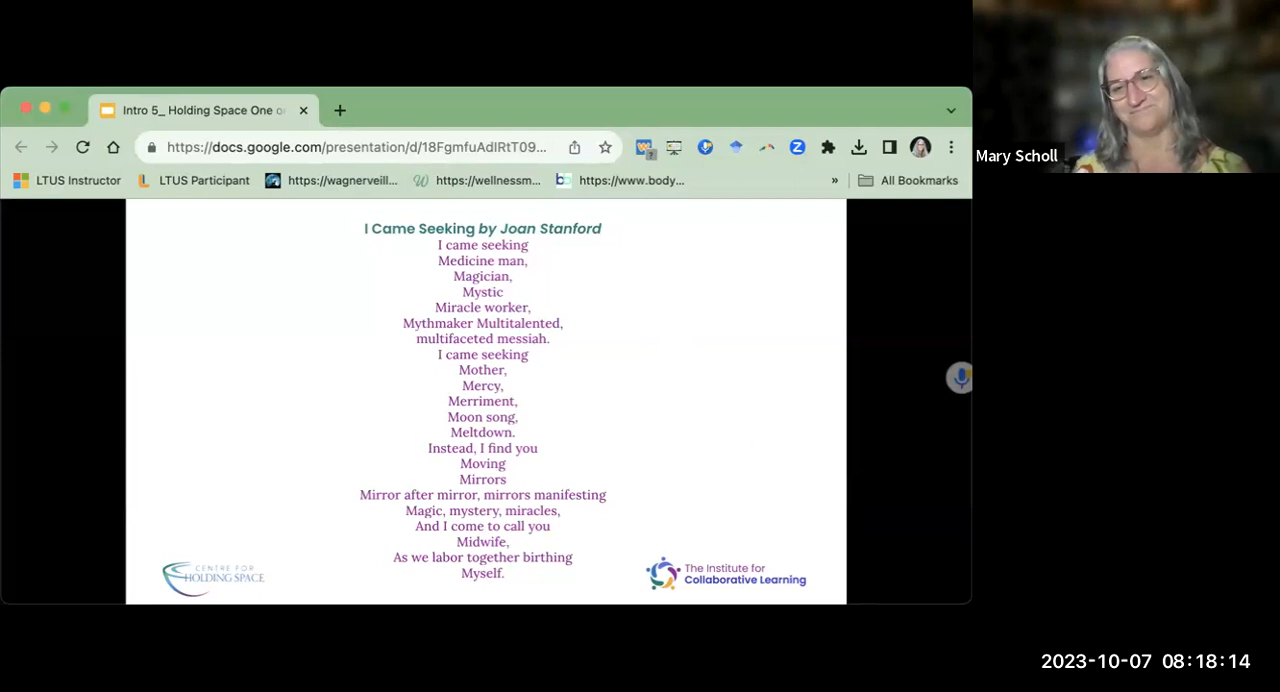 Intro 5_ Holding Space One o
https://docs.google.com/presentation/d/18FgmfuAdIRtT09...
LTUS Instructor
LTUS Participant
https://wagnerveill...
https://wellnessm...
https://www.body...
»
All Bookmarks
Mary Scholl
I Came Seeking by Joan Stanford
I came seeking
Medicine man,
Magician,
Mystic
Miracle worker,
Mythmaker Multitalented,
multifaceted messiah.
I came seeking
Mother,
Mercy,
Merriment,
Moon song,
Meltdown.
Instead, I find you
Moving
Mirrors
Mirror after mirror, mirrors manifesting
Magic, mystery, miracles,
And I come to call you
Midwife,
As we labor together birthing
Myself.
CENTRE FOR
HOLDING SPACE
The Institute for
Collaborative Learning
2023-10-07 08:18:14